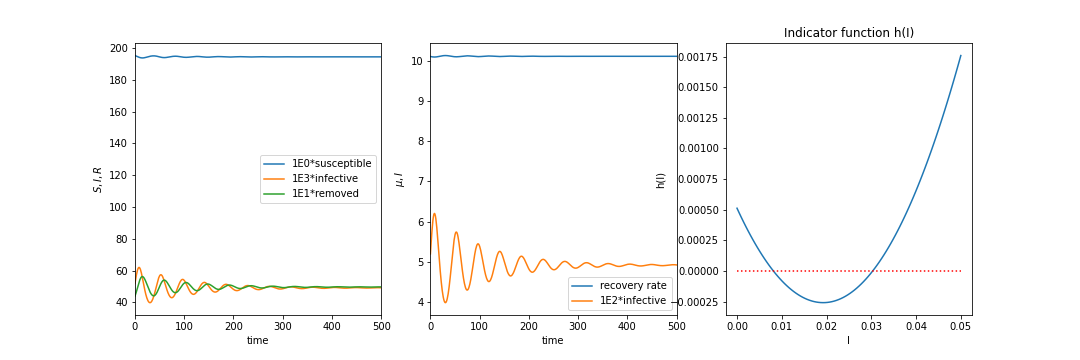 Indicator function h(I)
200
180
160
140
120
100
80
60
40
S, I, R
1E0*susceptible
1E3*infective
1E1*removed
0 100 200 300 400 500
time
10
9
8
7
6
5
4
μ, I
recovery rate
1E2*infective
0 100 200 300 400 500
time
0.00175
0.00150
0.00125
0.00100
0.00075
0.00050
0.00025
0.00000
−0.00025
h(I)
0.00 0.01 0.02 0.03 0.04 0.05
I